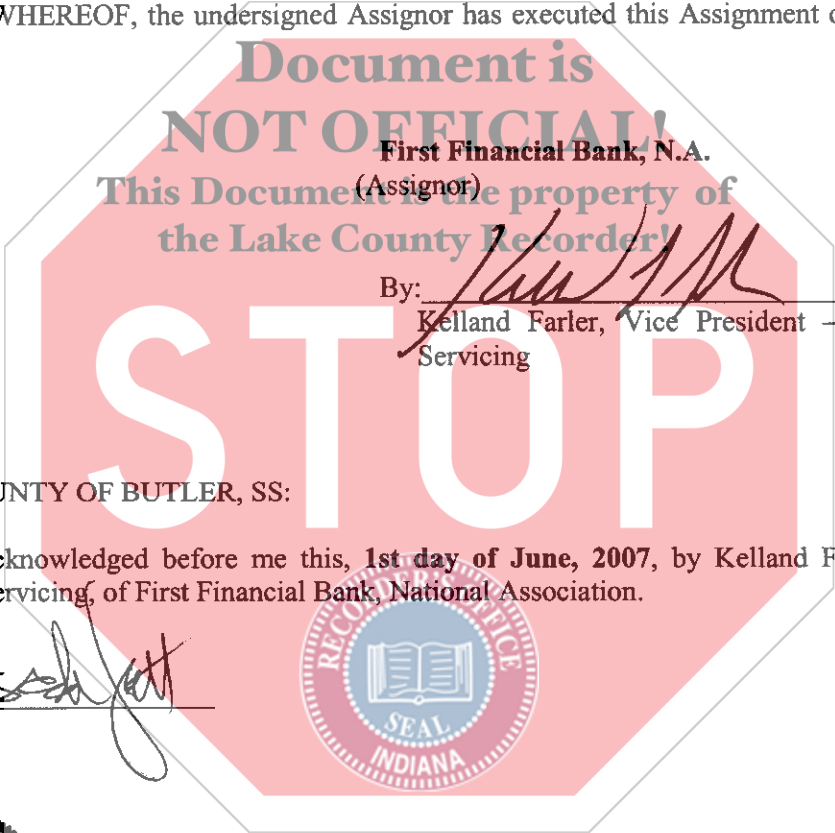 WHEREOF, the undersigned Assignor has executed this Assignment
Document is
NOT OFFICIAL!
First Financial Bank, N.A.
(Assignor)
This Document is the property of
the Lake County Recorder!
By:
Kelland Farler, Vice President –
Servicing
STOP
UNTY OF BUTLER, SS:
cknowledged before me this, 1st day of June, 2007, by Kelland F
ervicing, of First Financial Bank, National Association.
RECORDER'S OFFICE
SEAL
INDIANA